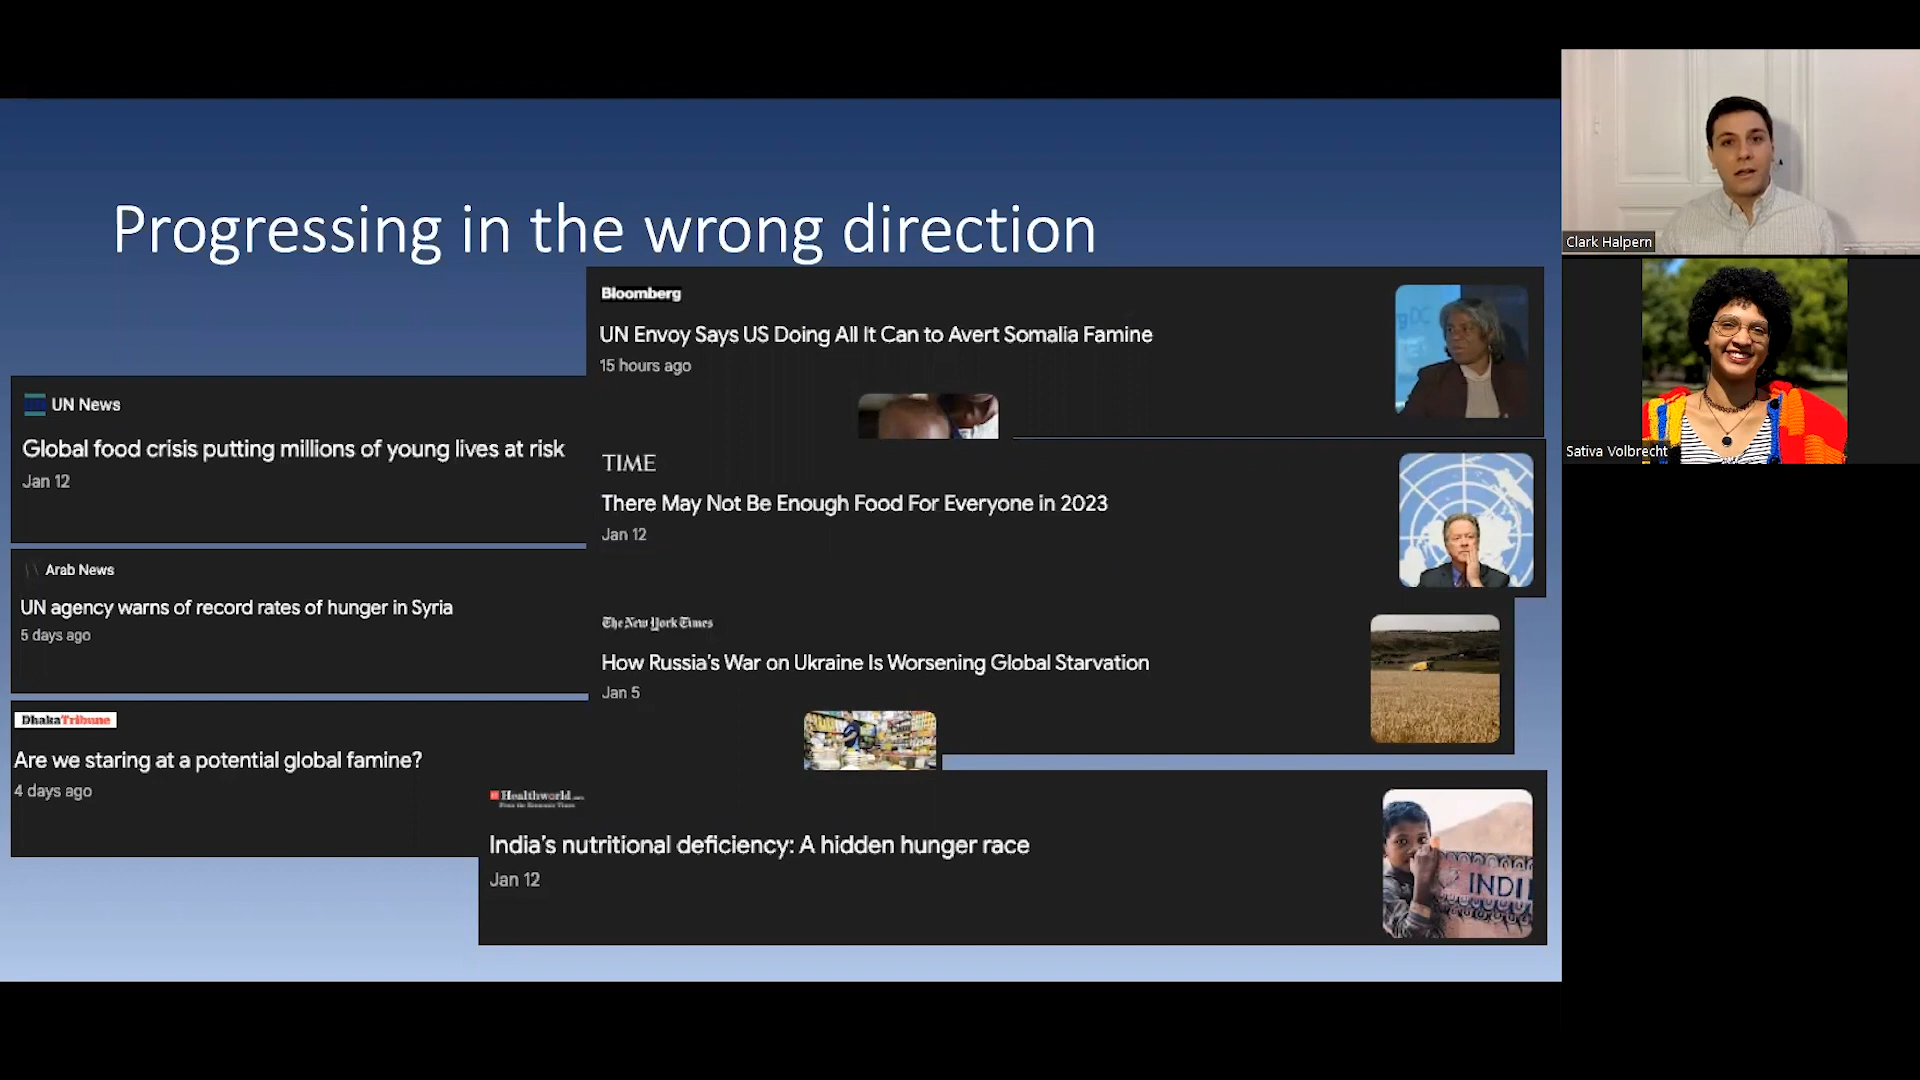 Progressing in the wrong direction
Bloomberg
UN Envoy Says US Doing All It Can to Avert Somalia Famine
15 hours ago
UN News
Global food crisis putting millions of young lives at risk
Jan 12
TIME
There May Not Be Enough Food For Everyone in 2023
Jan 12
Arab News
UN agency warns of record rates of hunger in Syria
5 days ago
The New York Times
How Russia's War on Ukraine Is Worsening Global Starvation
Jan 5
DhakaTribune
Are we staring at a potential global famine?
4 days ago
Healthworld
From the Economic Times
India's nutritional deficiency: A hidden hunger race
Jan 12
INDI
Clark Halpern
Sativa Volbrecht